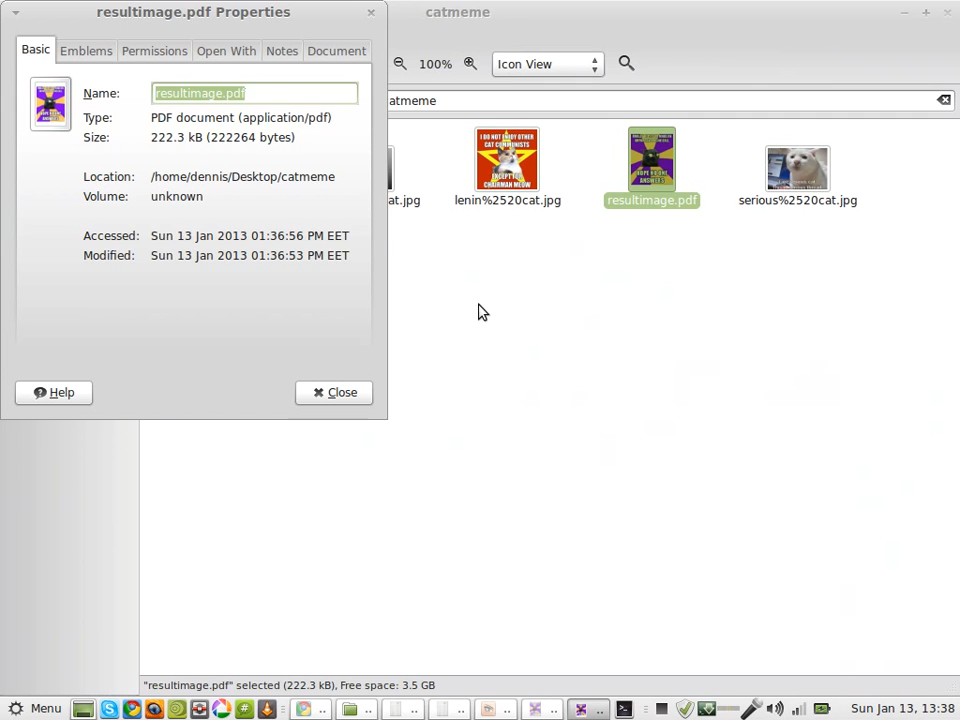 resultimage.pdf Properties
catmeme
Basic
Emblems
Permissions
Open With
Notes
Document
100%
Icon View
atmeme
Name:
resultimage.pdf
Type:
PDF document (application/pdf)
Size:
222.3 kB (222264 bytes)
Location:
/home/dennis/Desktop/catmeme
Volume:
unknown
Accessed:
Sun 13 Jan 2013 01:36:56 PM EET
Modified:
Sun 13 Jan 2013 01:36:53 PM EET
Help
Close
I DO NOT ENJOY OTHER
CAT COMMUNISTS
EXCEPT FOR
CHAIRMAN MEOW
HOPE NO ONE
ANSWERS
at.jpg
lenin%2520cat.jpg
resultimage.pdf
serious%2520cat.jpg
"resultimage.pdf" selected (222.3 kB), Free space: 3.5 GB
Menu
Sun Jan 13, 13:38